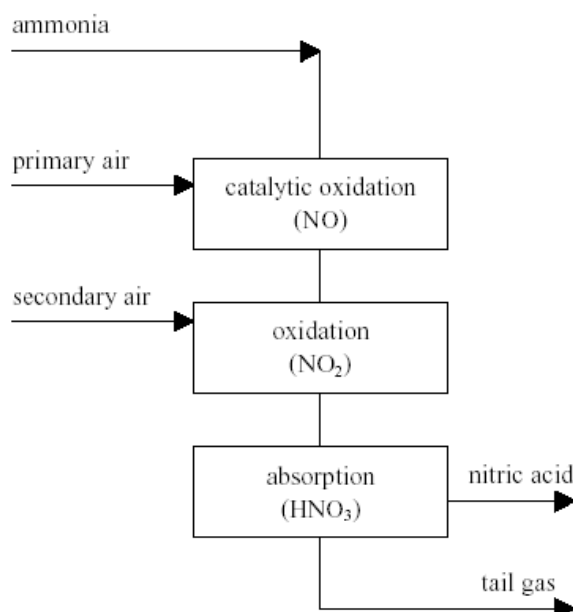 ammonia
primary air
catalytic oxidation
(NO)
secondary air
oxidation
(NO₂)
absorption
(HNO₃)
nitric acid
tail gas